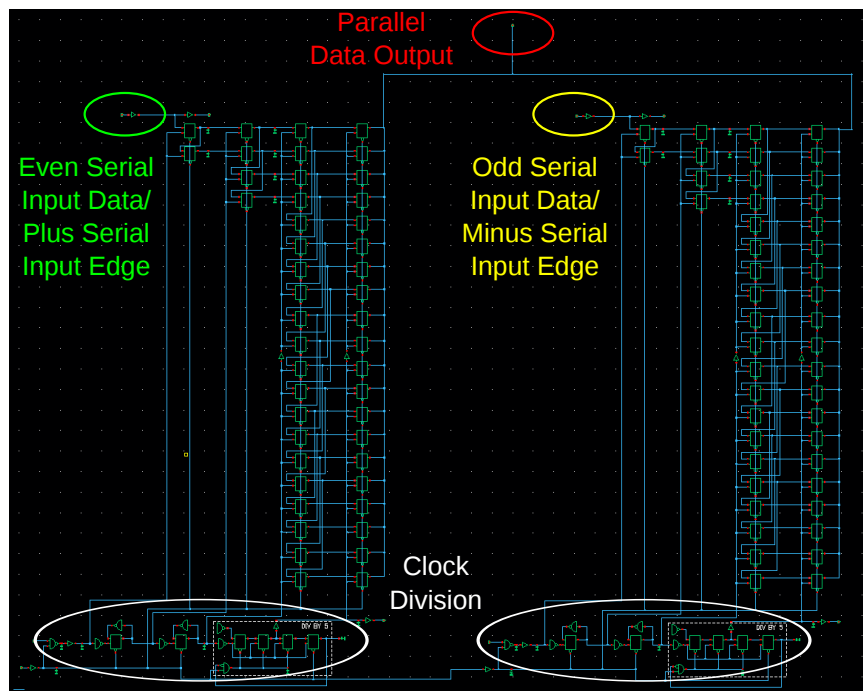 Parallel
Data Output
Even Serial
Input Data/
Plus Serial
Input Edge
Odd Serial
Input Data/
Minus Serial
Input Edge
Clock
Division
DIV BY 5
DIV BY 5